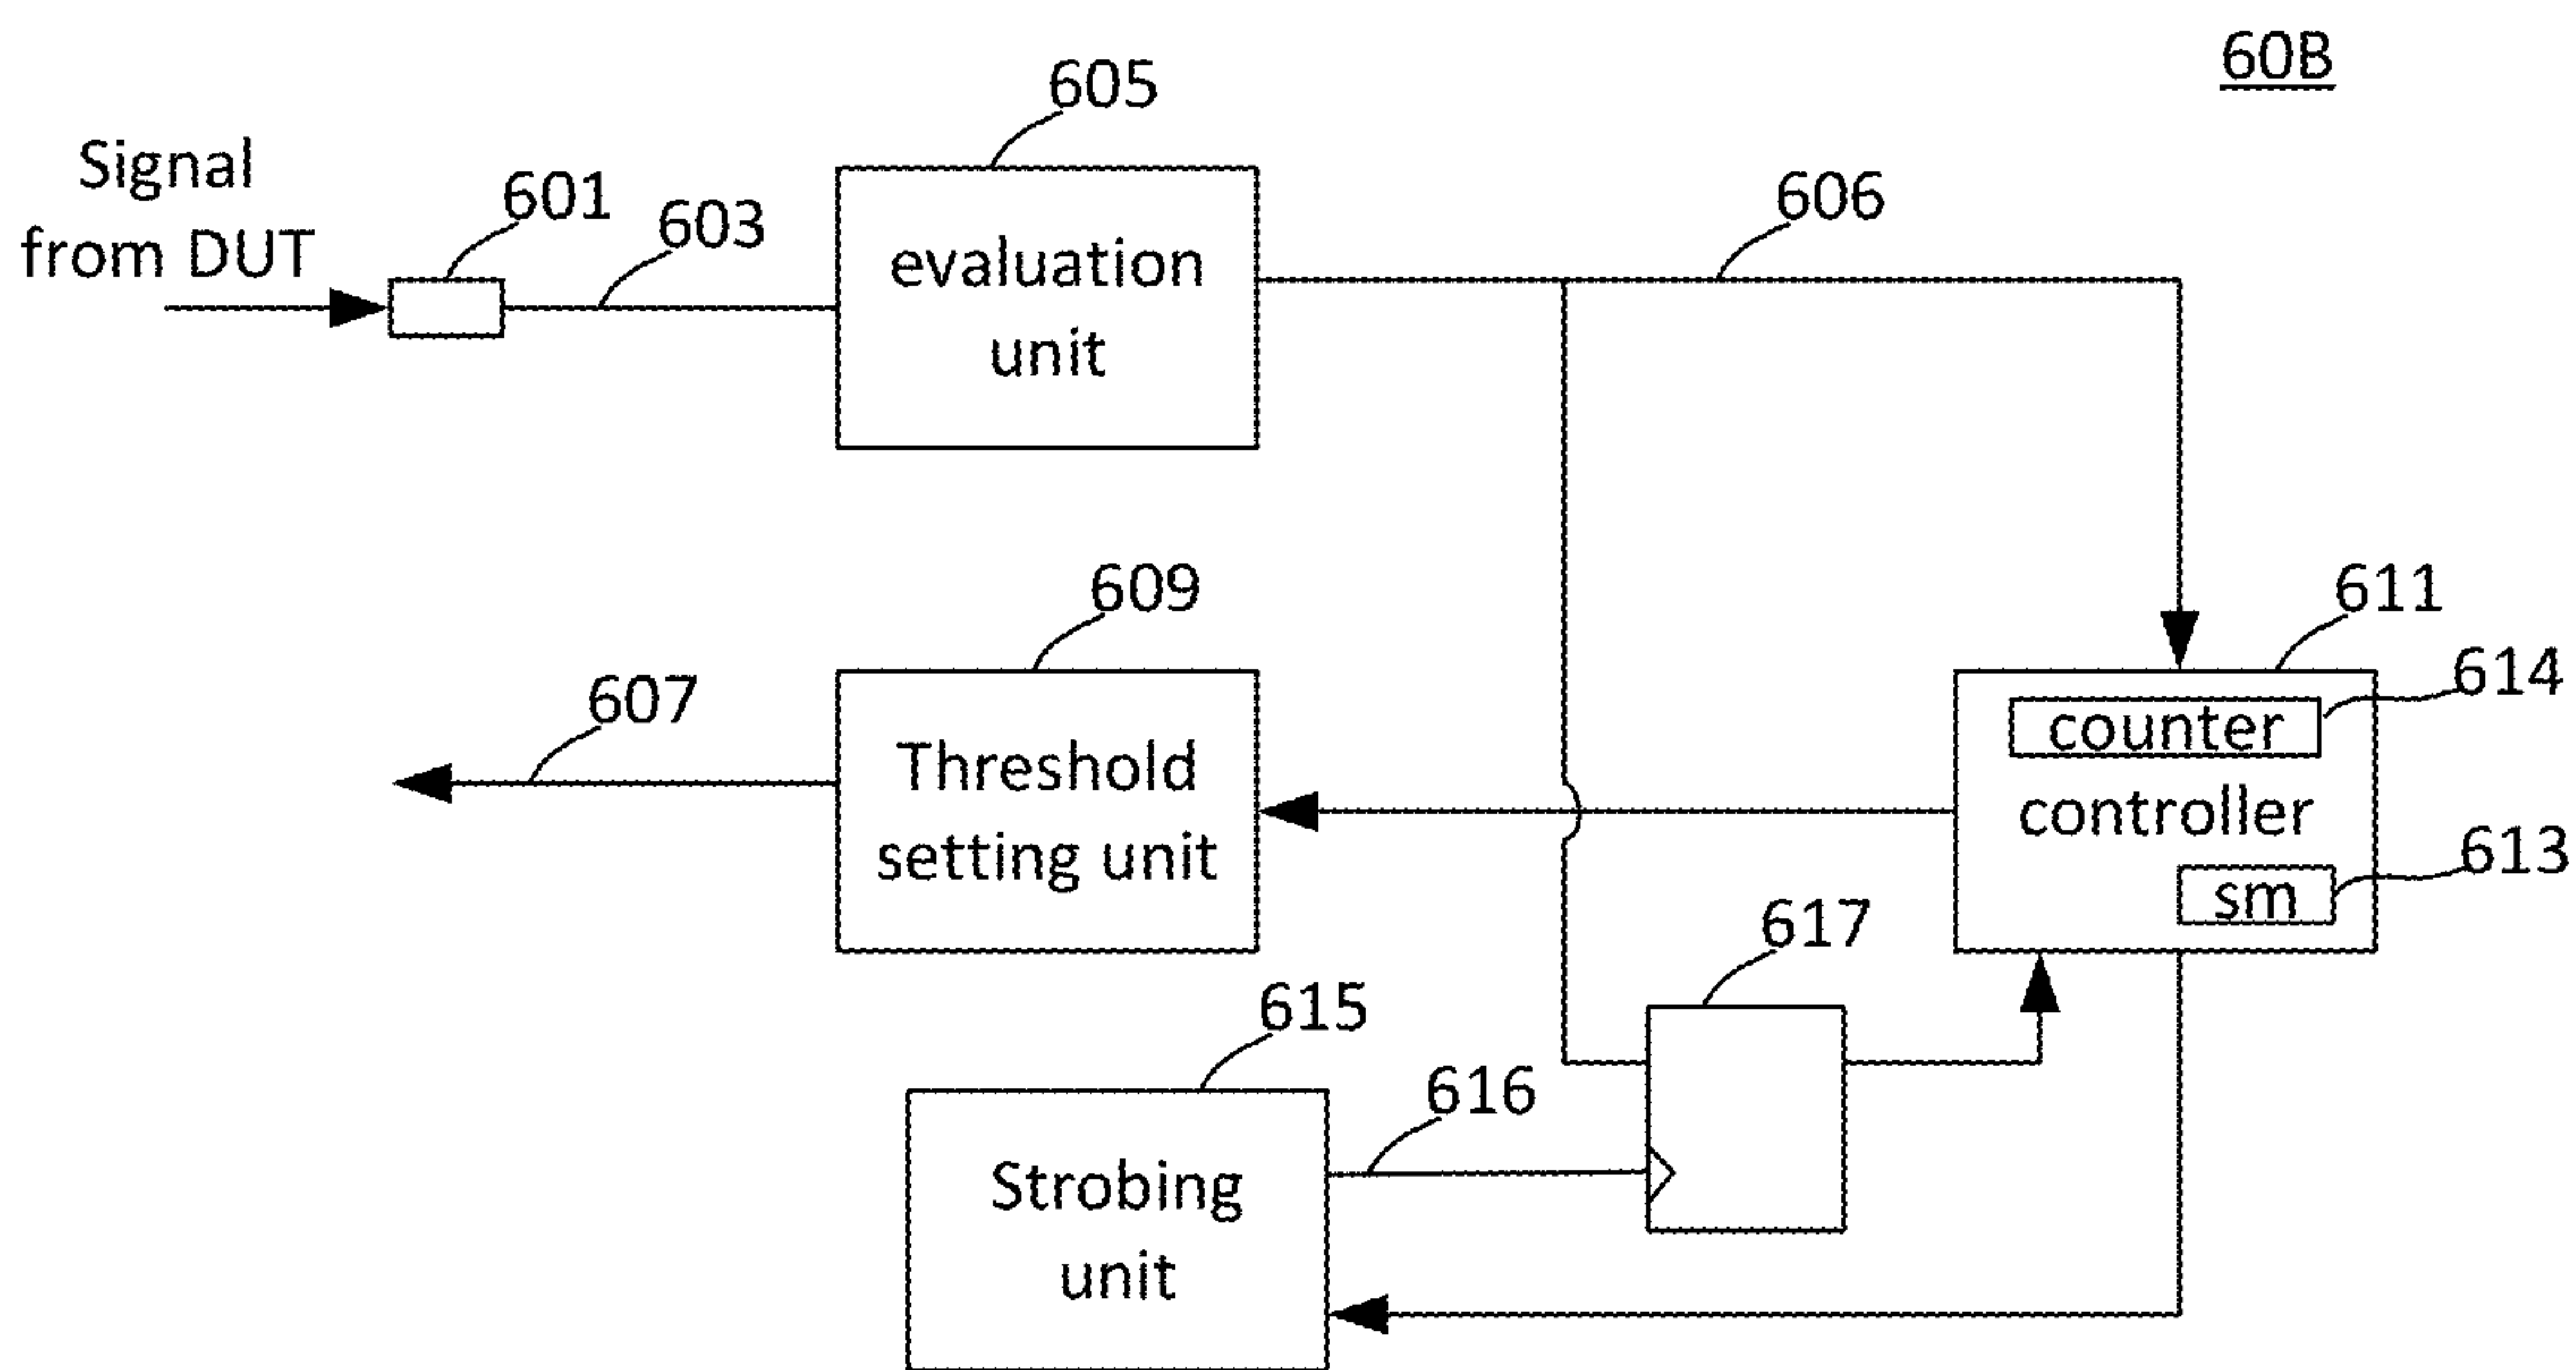 60B
605
Signal
from DUT
601
603
606
evaluation
unit
609
611
607
614
counter
Threshold
setting unit
controller
613
sm
617
615
616
Strobing
unit